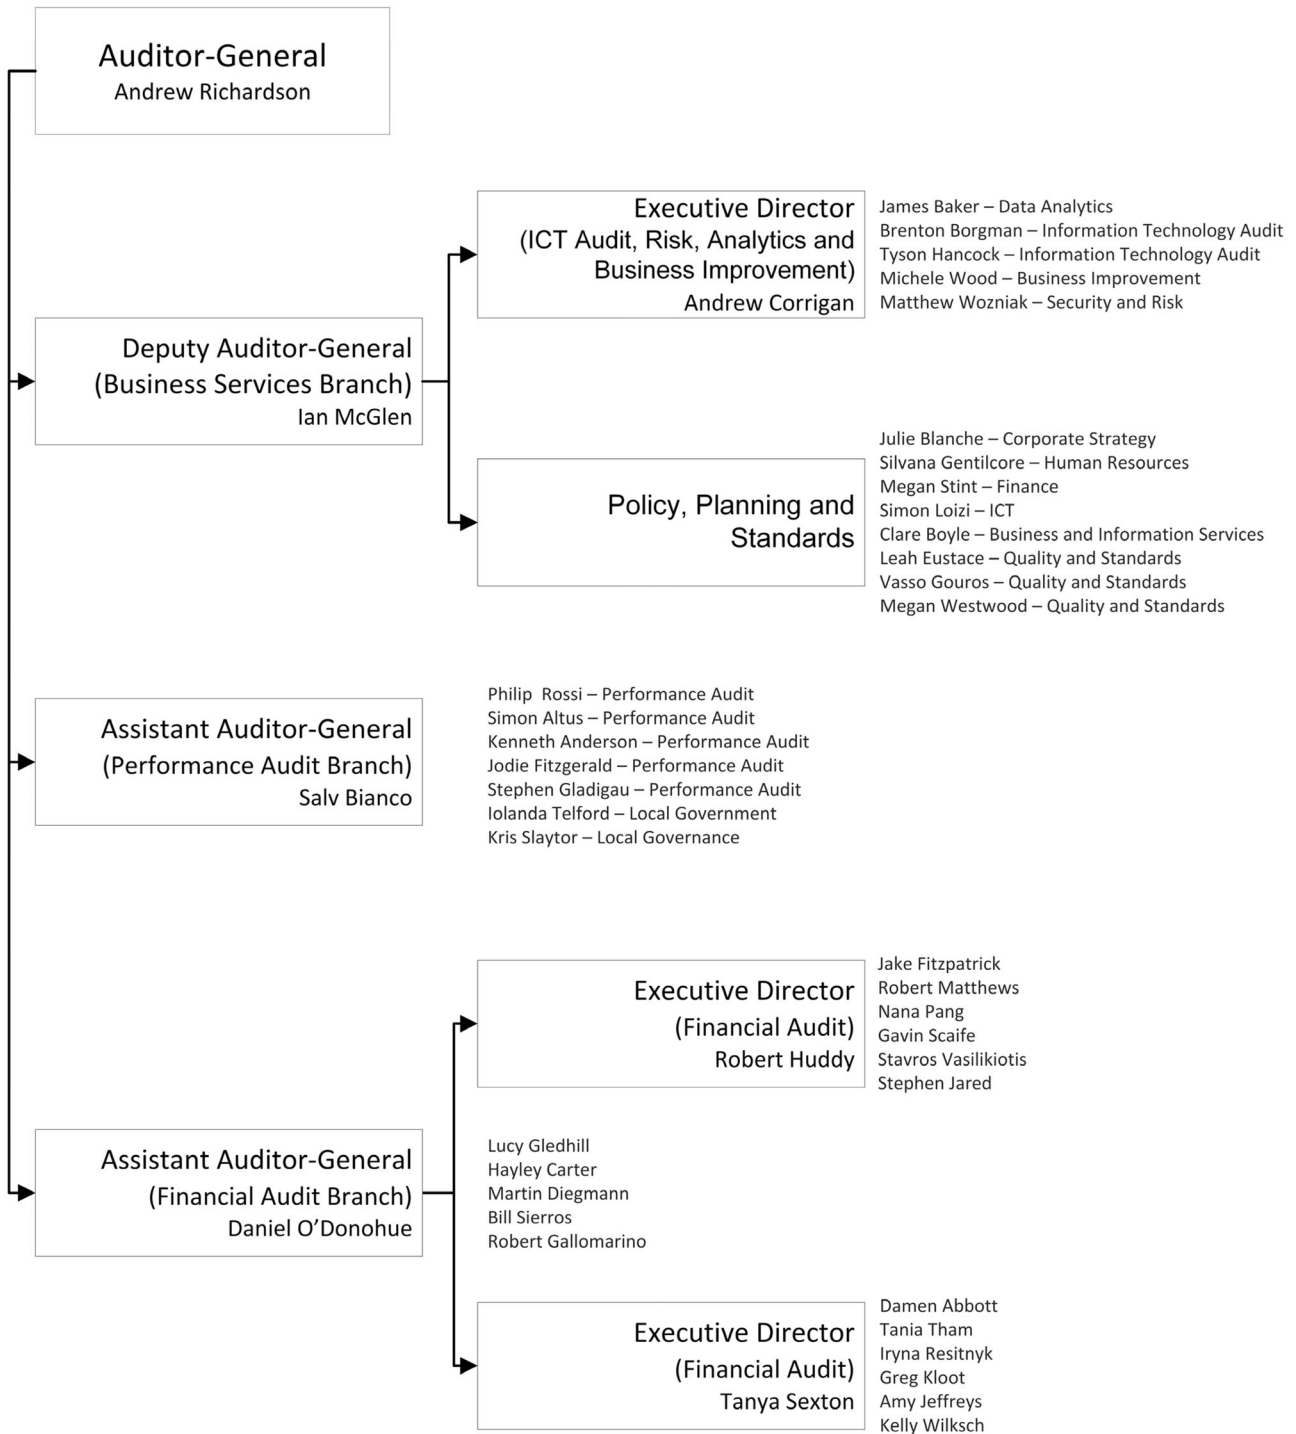 Auditor-General
Andrew Richardson
Deputy Auditor-General
(Business Services Branch)
Ian McGlen
Executive Director
(ICT Audit, Risk, Analytics and
Business Improvement)
Andrew Corrigan
James Baker – Data Analytics
Brenton Borgman – Information Technology Audit
Tyson Hancock – Information Technology Audit
Michele Wood – Business Improvement
Matthew Wozniak – Security and Risk
Policy, Planning and
Standards
Julie Blanche – Corporate Strategy
Silvana Gentilcore – Human Resources
Megan Stint – Finance
Simon Loizi – ICT
Clare Boyle – Business and Information Services
Leah Eustace – Quality and Standards
Vasso Gouros – Quality and Standards
Megan Westwood – Quality and Standards
Assistant Auditor-General
(Performance Audit Branch)
Salv Bianco
Philip  Rossi – Performance Audit
Simon Altus – Performance Audit
Kenneth Anderson – Performance Audit
Jodie Fitzgerald – Performance Audit
Stephen Gladigau – Performance Audit
Iolanda Telford – Local Government
Kris Slaytor – Local Governance
Assistant Auditor-General
(Financial Audit Branch)
Daniel O’Donohue
Executive Director
(Financial Audit)
Robert Huddy
Jake Fitzpatrick
Robert Matthews
Nana Pang
Gavin Scaife
Stavros Vasilikiotis
Stephen Jared
Lucy Gledhill
Hayley Carter
Martin Diegmann
Bill Sierros
Robert Gallomarino
Executive Director
(Financial Audit)
Tanya Sexton
Damen Abbott
Tania Tham
Iryna Resitnyk
Greg Kloot
Amy Jeffreys
Kelly Wilksch